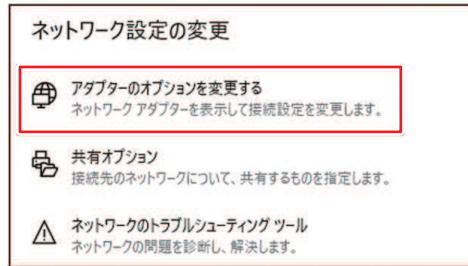 ネットワーク設定の変更
アダプターのオプションを変更する
ネットワーク アダプターを表示して接続設定を変更します。
共有オプション
接続先のネットワークについて、共有するものを指定します。
ネットワークのトラブルシューティング ツール
ネットワークの問題を診断し、解決します。